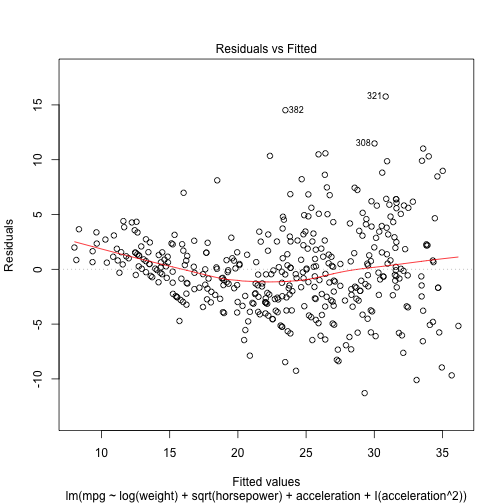 Residuals vs Fitted
15
10
5
0
-5
-10
Residuals
382
321
308
10 15 20 25 30 35
Fitted values
lm(mpg ~ log(weight) + sqrt(horsepower) + acceleration + I(acceleration^2))